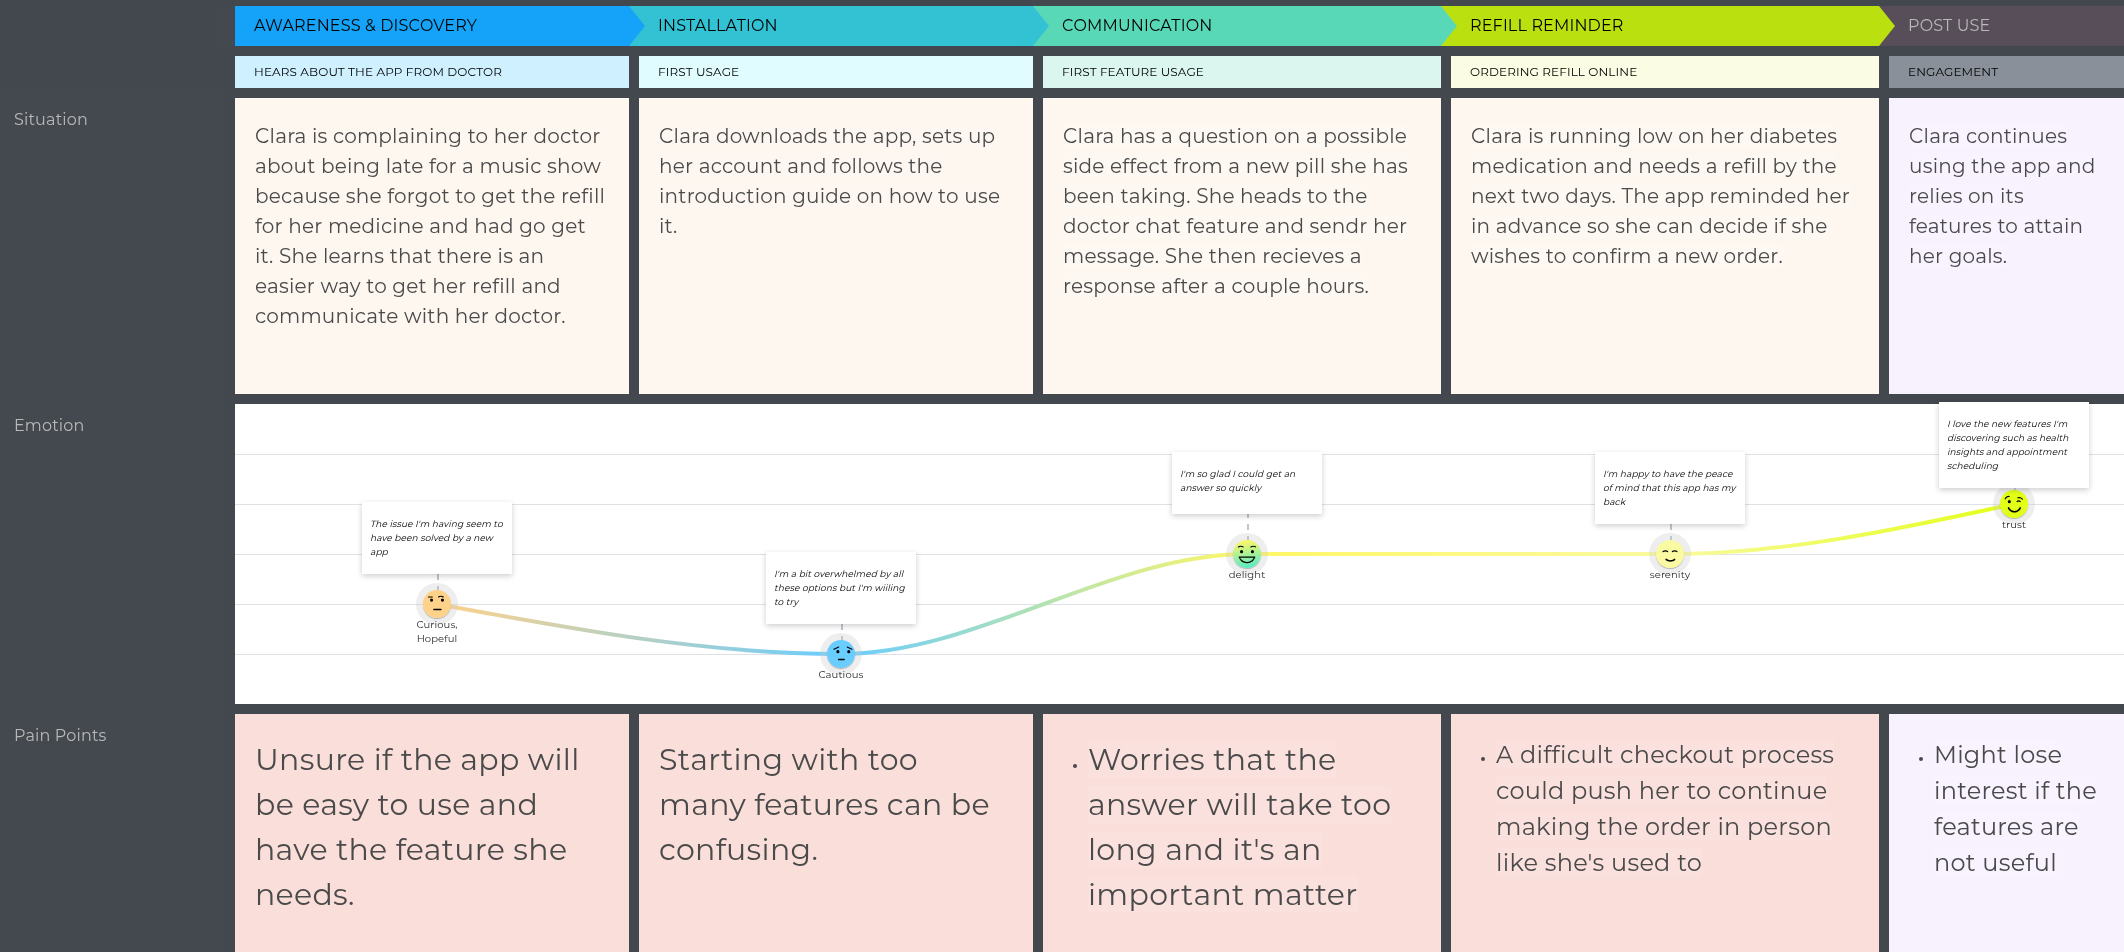 AWARENESS & DISCOVERY
INSTALLATION
COMMUNICATION
REFILL REMINDER
POST USE
HEARS ABOUT THE APP FROM DOCTOR
FIRST USAGE
FIRST FEATURE USAGE
ORDERING REFILL ONLINE
ENGAGEMENT
Situation
Clara is complaining to her doctor
about being late for a music show
because she forgot to get the refill
for her medicine and had go get
it. She learns that there is an
easier way to get her refill and
communicate with her doctor.
Clara downloads the app, sets up
her account and follows the
introduction guide on how to use
it.
Clara has a question on a possible
side effect from a new pill she has
been taking. She heads to the
doctor chat feature and sendr her
message. She then recieves a
response after a couple hours.
Clara is running low on her diabetes
medication and needs a refill by the
next two days. The app reminded her
in advance so she can decide if she
wishes to confirm a new order.
Clara continues
using the app and
relies on its
features to attain
her goals.
Emotion
The issue I'm having seem to
have been solved by a new
app
Curious,
Hopeful
I'm a bit overwhelmed by all
these options but I'm wiiling
to try
Cautious
I'm so glad I could get an
answer so quickly
delight
I'm happy to have the peace
of mind that this app has my
back
serenity
I love the new features I'm
discovering such as health
insights and appointment
scheduling
trust
Pain Points
Unsure if the app will
be easy to use and
have the feature she
needs.
Starting with too
many features can be
confusing.
• Worries that the
answer will take too
long and it's an
important matter
• A difficult checkout process
could push her to continue
making the order in person
like she's used to
• Might lose
interest if the
features are
not useful